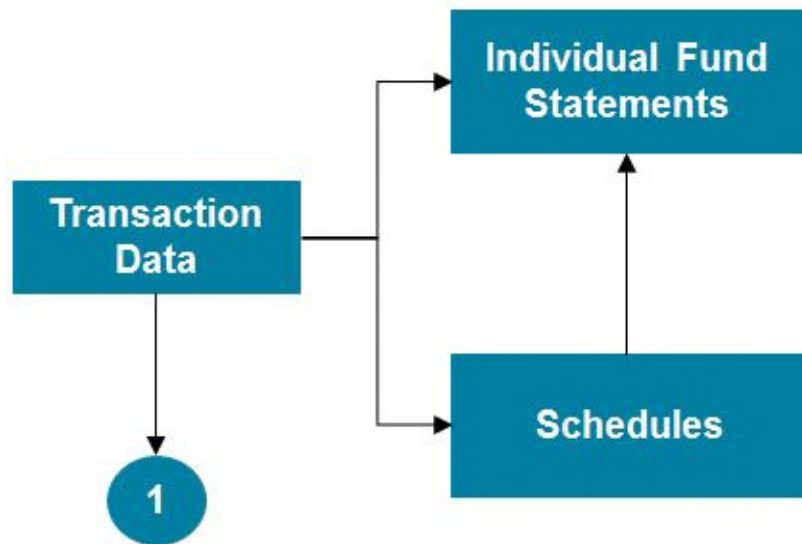 Individual Fund
Statements
Transaction
Data
Schedules
1